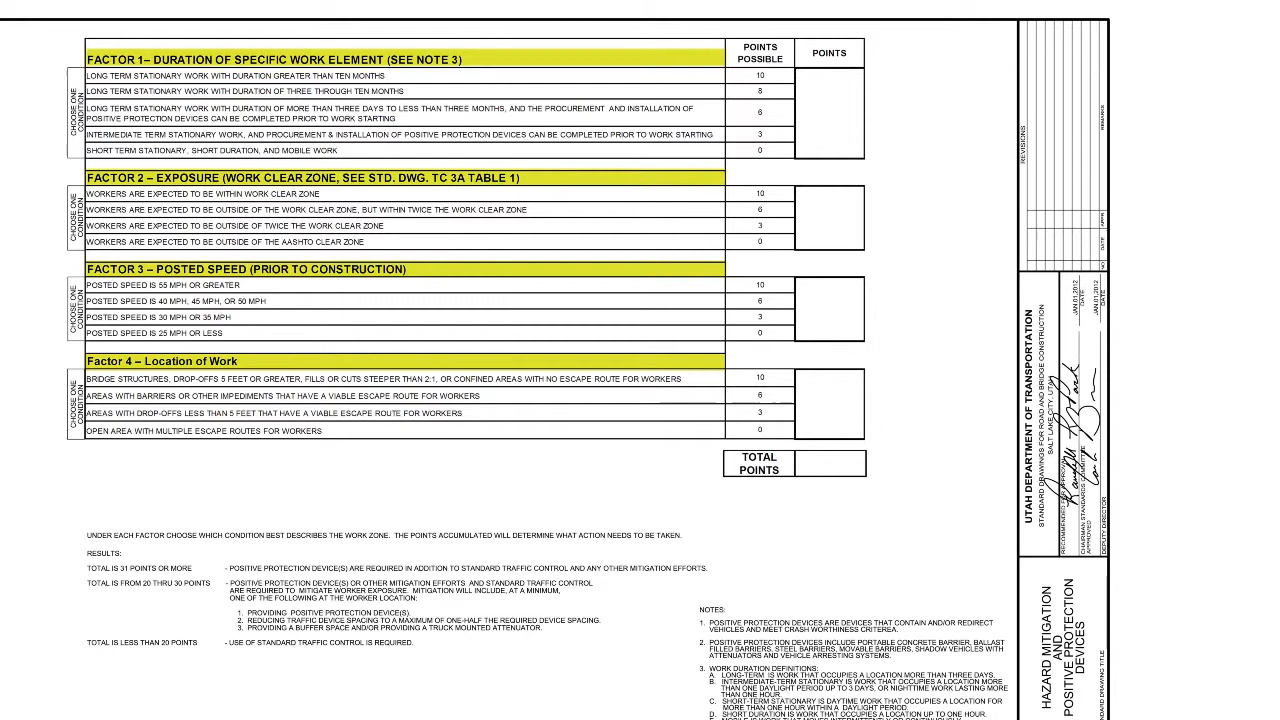 FACTOR 1– DURATION OF SPECIFIC WORK ELEMENT (SEE NOTE 3)
POINTS
POSSIBLE
POINTS
CHOOSE ONE
CONDITION
LONG TERM STATIONARY WORK WITH DURATION GREATER THAN TEN MONTHS
10
LONG TERM STATIONARY WORK WITH DURATION OF THREE THROUGH TEN MONTHS
8
LONG TERM STATIONARY WORK WITH DURATION OF MORE THAN THREE DAYS TO LESS THAN THREE MONTHS, AND THE PROCUREMENT AND INSTALLATION OF
POSITIVE PROTECTION DEVICES CAN BE COMPLETED PRIOR TO WORK STARTING
6
INTERMEDIATE TERM STATIONARY WORK, AND PROCUREMENT & INSTALLATION OF POSITIVE PROTECTION DEVICES CAN BE COMPLETED PRIOR TO WORK STARTING
3
SHORT TERM STATIONARY, SHORT DURATION, AND MOBILE WORK
0
FACTOR 2 – EXPOSURE (WORK CLEAR ZONE, SEE STD. DWG. TC 3A TABLE 1)
CHOOSE ONE
CONDITION
WORKERS ARE EXPECTED TO BE WITHIN WORK CLEAR ZONE
10
WORKERS ARE EXPECTED TO BE OUTSIDE OF THE WORK CLEAR ZONE, BUT WITHIN TWICE THE WORK CLEAR ZONE
6
WORKERS ARE EXPECTED TO BE OUTSIDE OF TWICE THE WORK CLEAR ZONE
3
WORKERS ARE EXPECTED TO BE OUTSIDE OF THE AASHTO CLEAR ZONE
0
FACTOR 3 – POSTED SPEED (PRIOR TO CONSTRUCTION)
CHOOSE ONE
CONDITION
POSTED SPEED IS 55 MPH OR GREATER
10
POSTED SPEED IS 40 MPH, 45 MPH, OR 50 MPH
6
POSTED SPEED IS 30 MPH OR 35 MPH
3
POSTED SPEED IS 25 MPH OR LESS
0
Factor 4 – Location of Work
CHOOSE ONE
CONDITION
BRIDGE STRUCTURES, DROP-OFFS 5 FEET OR GREATER, FILLS OR CUTS STEEPER THAN 2:1, OR CONFINED AREAS WITH NO ESCAPE ROUTE FOR WORKERS
10
AREAS WITH BARRIERS OR OTHER IMPEDIMENTS THAT HAVE A VIABLE ESCAPE ROUTE FOR WORKERS
6
AREAS WITH DROP-OFFS LESS THAN 5 FEET THAT HAVE A VIABLE ESCAPE ROUTE FOR WORKERS
3
OPEN AREA WITH MULTIPLE ESCAPE ROUTES FOR WORKERS
0
TOTAL
POINTS
UNDER EACH FACTOR CHOOSE WHICH CONDITION BEST DESCRIBES THE WORK ZONE. THE POINTS ACCUMULATED WILL DETERMINE WHAT ACTION NEEDS TO BE TAKEN.
RESULTS:
TOTAL IS 31 POINTS OR MORE - POSITIVE PROTECTION DEVICE(S) ARE REQUIRED IN ADDITION TO STANDARD TRAFFIC CONTROL AND ANY OTHER MITIGATION EFFORTS.
TOTAL IS FROM 20 THRU 30 POINTS - POSITIVE PROTECTION DEVICE(S) OR OTHER MITIGATION EFFORTS AND STANDARD TRAFFIC CONTROL
ARE REQUIRED TO MITIGATE WORKER EXPOSURE. MITIGATION WILL INCLUDE, AT A MINIMUM,
ONE OF THE FOLLOWING AT THE WORKER LOCATION:
1. PROVIDING POSITIVE PROTECTION DEVICE(S).
2. REDUCING TRAFFIC DEVICE SPACING TO A MAXIMUM OF ONE-HALF THE REQUIRED DEVICE SPACING.
3. PROVIDING A BUFFER SPACE AND/OR PROVIDING A TRUCK MOUNTED ATTENUATOR.
TOTAL IS LESS THAN 20 POINTS - USE OF STANDARD TRAFFIC CONTROL IS REQUIRED.
NOTES:
1. POSITIVE PROTECTION DEVICES ARE DEVICES THAT CONTAIN AND/OR REDIRECT
VEHICLES AND MEET CRASH WORTHINESS CRITEREA.
2. POSITIVE PROTECTION DEVICES INCLUDE PORTABLE CONCRETE BARRIER, BALLAST
FILLED BARRIERS, STEEL BARRIERS, MOVABLE BARRIERS, SHADOW VEHICLES WITH
ATTENUATORS AND VEHICLE ARRESTING SYSTEMS.
3. WORK DURATION DEFINITIONS:
A. LONG-TERM IS WORK THAT OCCUPIES A LOCATION MORE THAN THREE DAYS.
B. INTERMEDIATE-TERM STATIONARY IS WORK THAT OCCUPIES A LOCATION MORE
THAN ONE DAYLIGHT PERIOD UP TO 3 DAYS, OR NIGHTTIME WORK LASTING MORE
THAN ONE HOUR.
C. SHORT-TERM STATIONARY IS DAYTIME WORK THAT OCCUPIES A LOCATION FOR
MORE THAN ONE HOUR WITHIN A DAYLIGHT PERIOD.
D. SHORT DURATION IS WORK THAT OCCUPIES A LOCATION UP TO ONE HOUR.
REVISIONS
REMARKS
NO DATE APPR.
UTAH DEPARTMENT OF TRANSPORTATION
STANDARD DRAWINGS FOR ROAD AND BRIDGE CONSTRUCTION
SALT LAKE CITY, UTAH
RECOMMENDED FOR APPROVAL
JAN.01,2012
CHAIRMAN STANDARDS COMMITTEE DATE
APPROVED
JAN.01,2012
DEPUTY DIRECTOR DATE
HAZARD MITIGATION
AND
POSITIVE PROTECTION
DEVICES
DRAWING TITLE